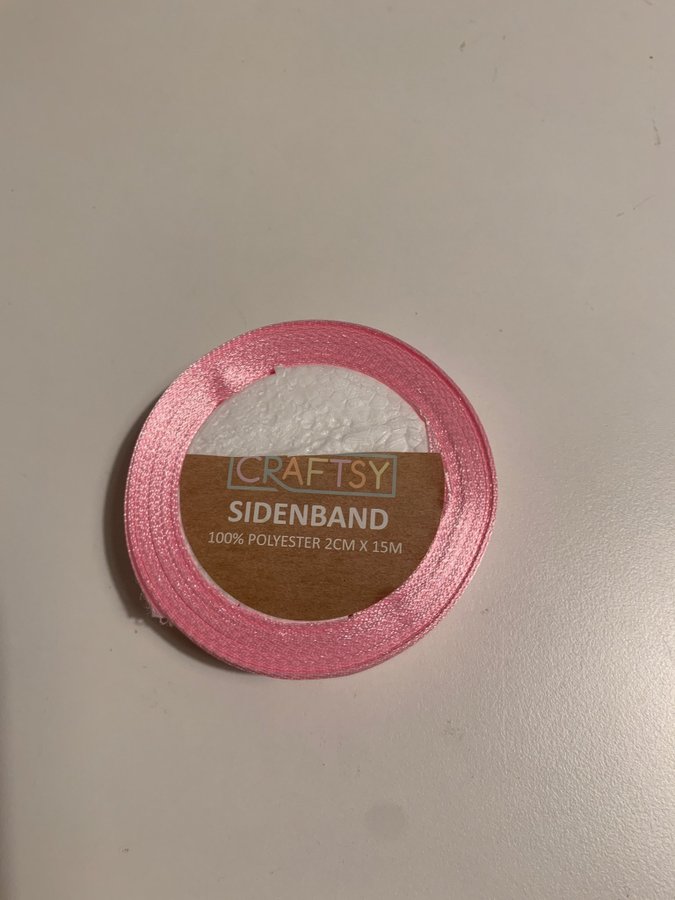 CRAFTSY
SIDENBAND
100% POLYESTER 2CM X 15M